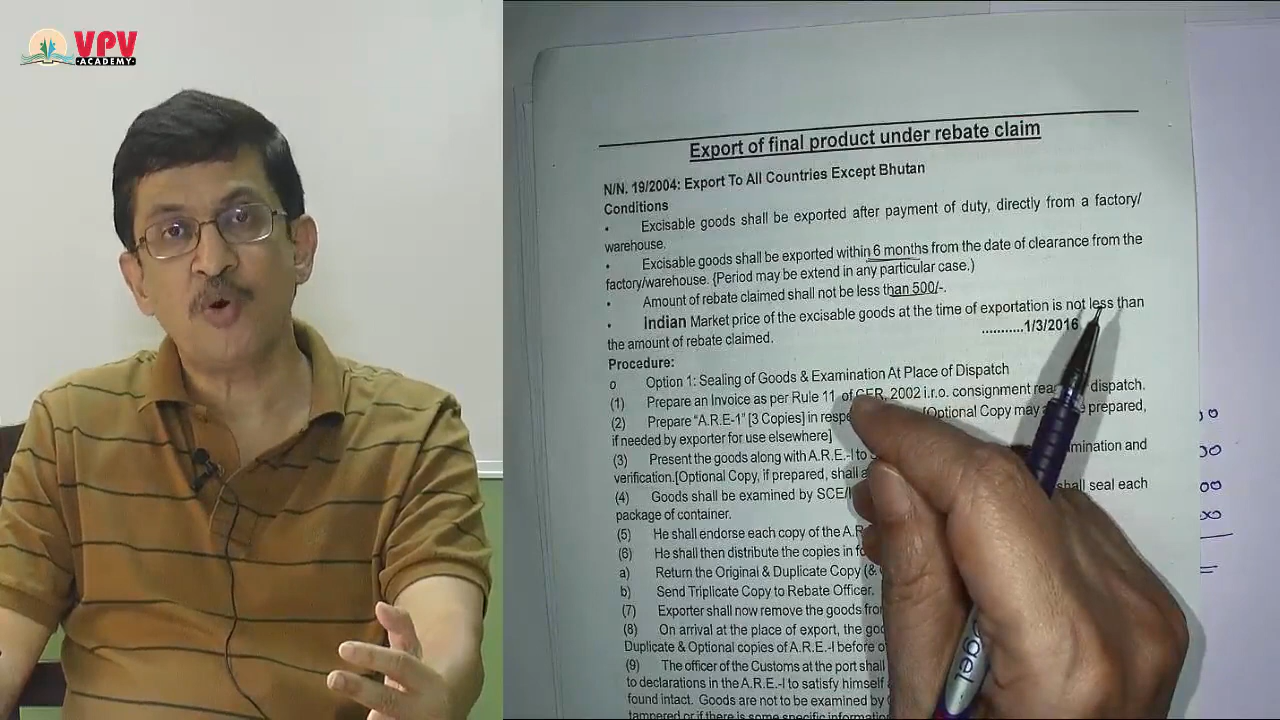 VPV
ACADEMY
Export of final product under rebate claim
N/N. 19/2004: Export To All Countries Except Bhutan
Conditions
• Excisable goods shall be exported after payment of duty, directly from a factory/
warehouse.
• Excisable goods shall be exported within 6 months from the date of clearance from the
factory/warehouse. {Period may be extend in any particular case.)
• Amount of rebate claimed shall not be less than 500/-.
• Indian Market price of the excisable goods at the time of exportation is not less than
the amount of rebate claimed.
...........1/3/2016
Procedure:
o Option 1: Sealing of Goods & Examination At Place of Dispatch
(1) Prepare an Invoice as per Rule 11 of CER, 2002 i.r.o. consignment dispatch.
(2) Prepare “A.R.E-1” [3 Copies] in [Optional Copy may prepared,
if needed by exporter for use elsewhere]
(3) Present the goods along with A.R.E.-I to and
verification.[Optional Copy, if prepared, shall
(4) Goods shall be examined by shall seal each
package of container.
(5) He shall endorse each copy of the
(6) He shall then distribute the copies in
a) Return the Original & Duplicate Copy (&
b) Send Triplicate Copy to Rebate Officer.
(7) Exporter shall now remove the goods
(8) On arrival at the place of export, the
Duplicate & Optional copies of A.R.E.-I before
(9) The officer of the Customs at the port shall
to declarations in the A.R.E-I to satisfy himself
found intact. Goods are not to be examined by
tampered or if there is some specific
gel